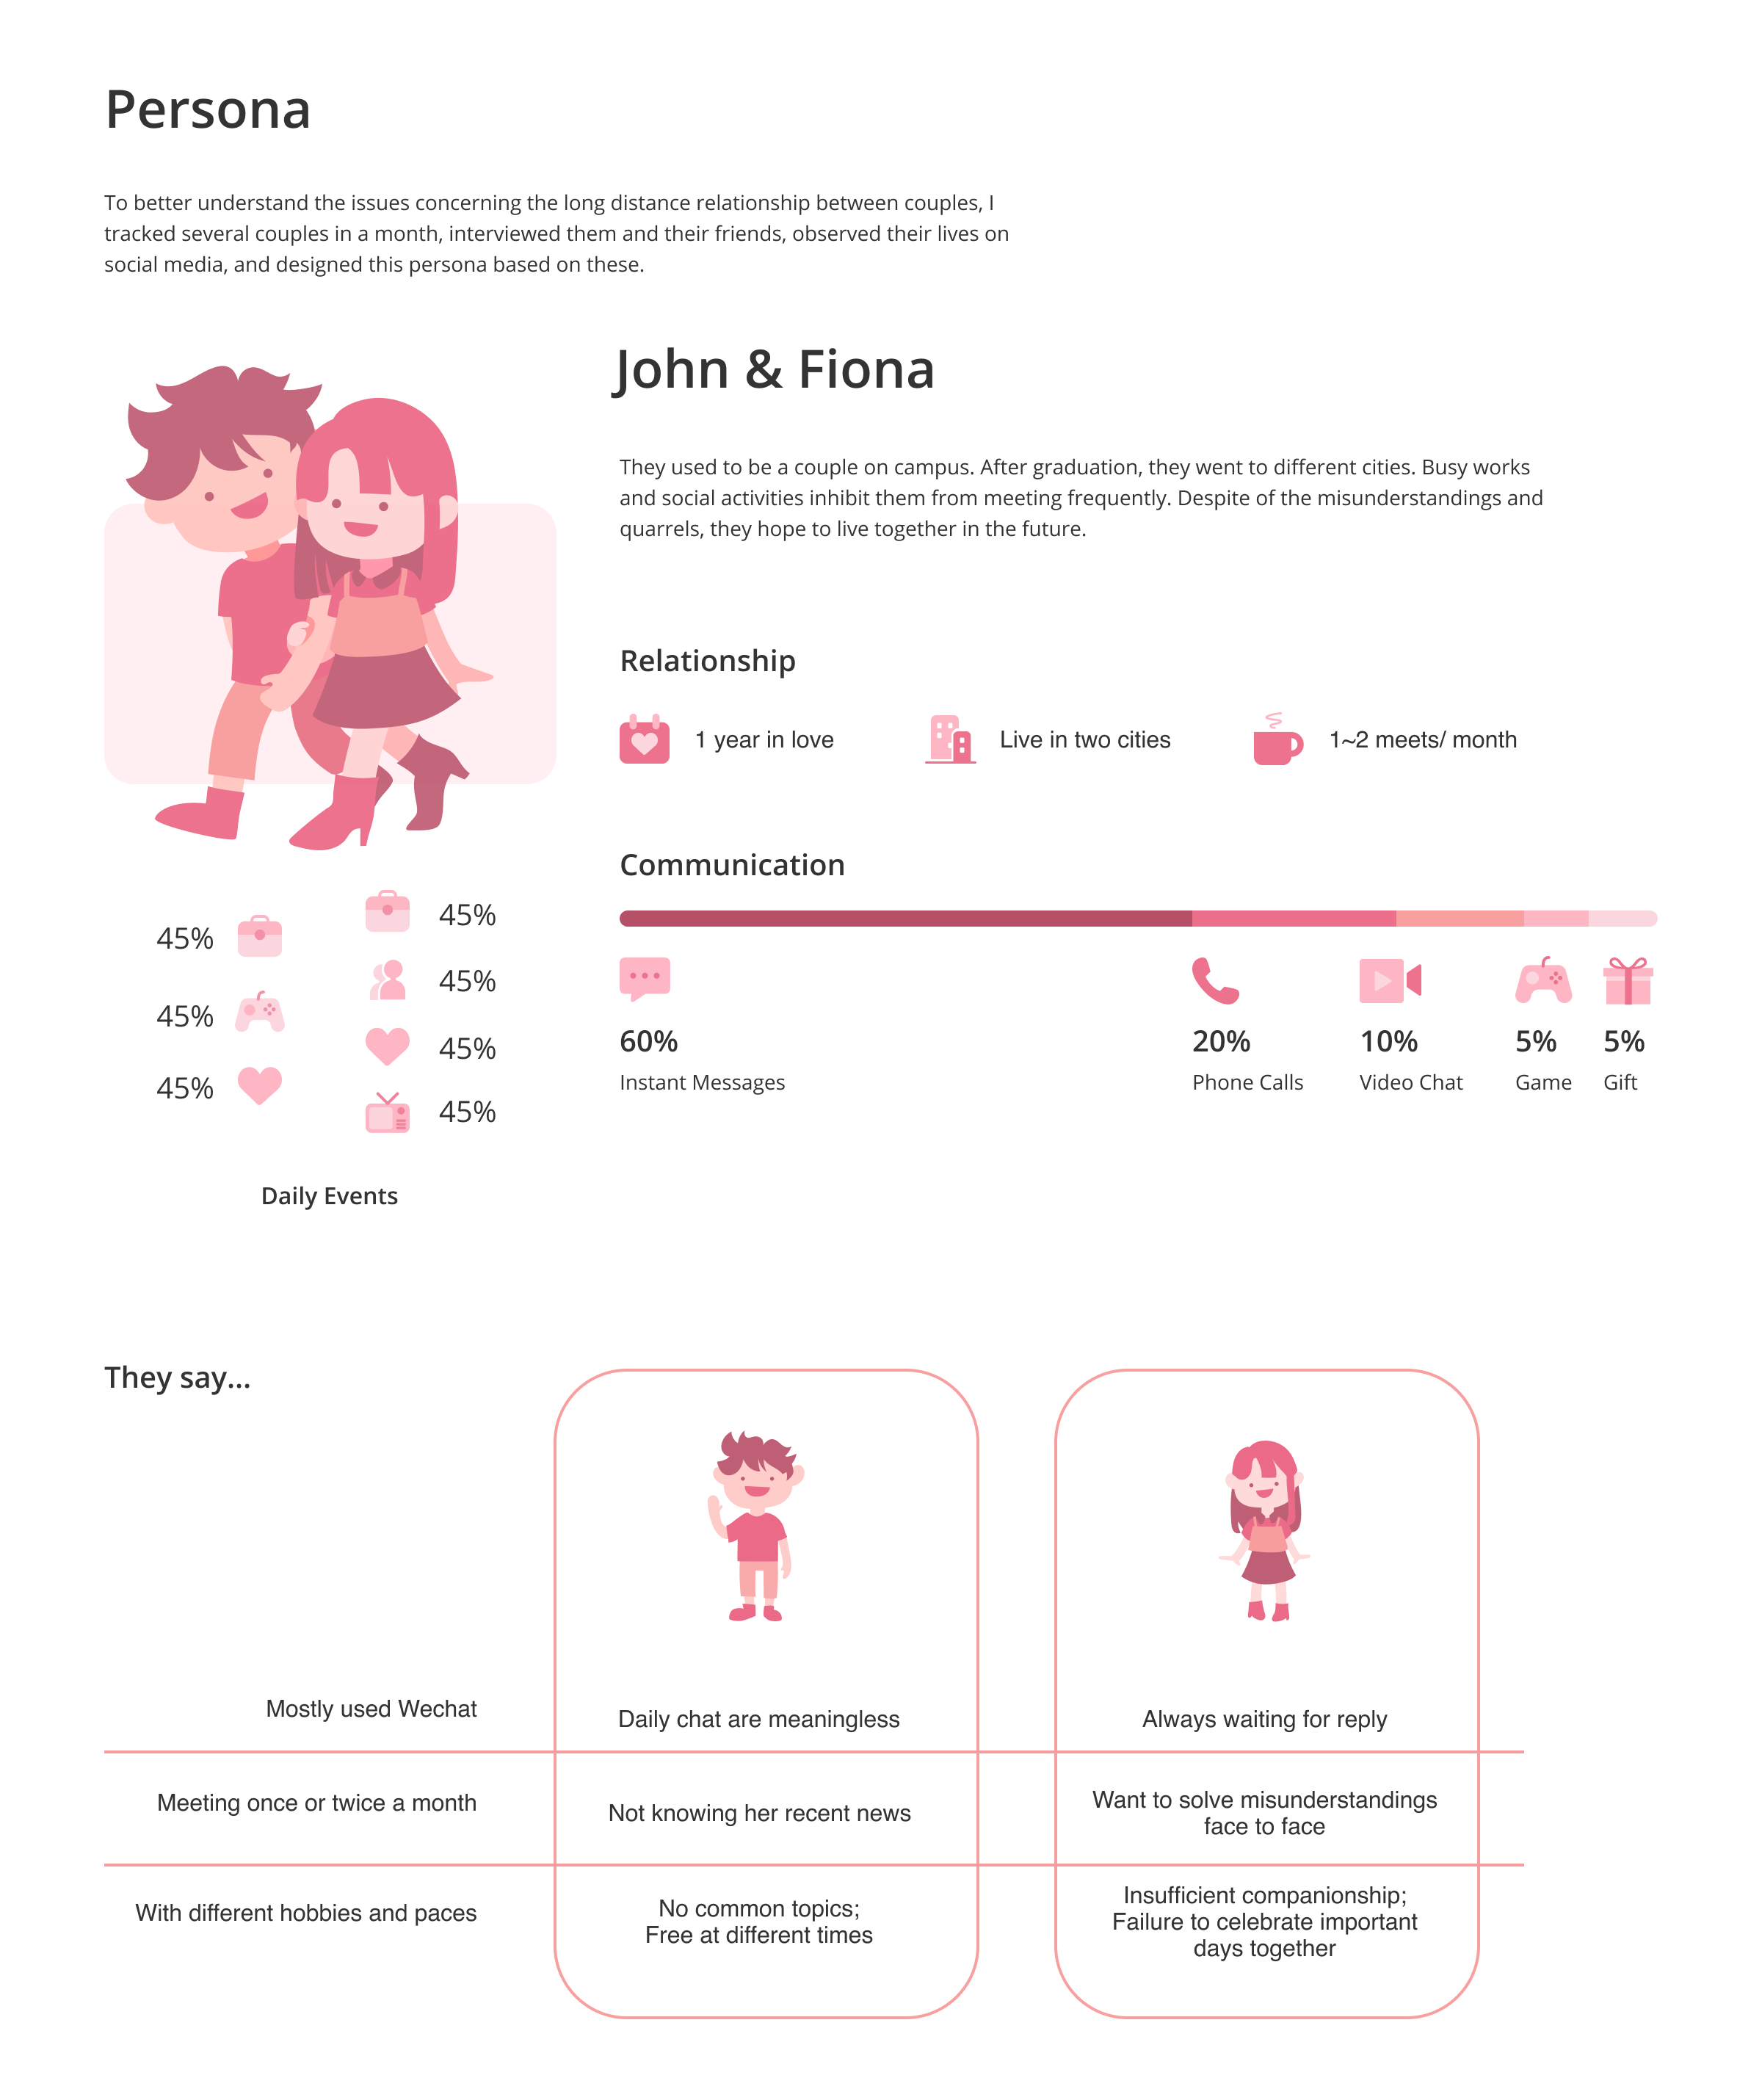 Persona
To better understand the issues concerning the long distance relationship between couples, I
tracked several couples in a month, interviewed them and their friends, observed their lives on
social media, and designed this persona based on these.
John & Fiona
They used to be a couple on campus. After graduation, they went to different cities. Busy works
and social activities inhibit them from meeting frequently. Despite of the misunderstandings and
quarrels, they hope to live together in the future.
Relationship
1 year in love
Live in two cities
1~2 meets/ month
Communication
60%
Instant Messages
20%
Phone Calls
10%
Video Chat
5%
Game
5%
Gift
45%
45%
45%
45%
45%
45%
45%
Daily Events
They say...
Mostly used Wechat
Daily chat are meaningless
Always waiting for reply
Meeting once or twice a month
Not knowing her recent news
Want to solve misunderstandings
face to face
With different hobbies and paces
No common topics;
Free at different times
Insufficient companionship;
Failure to celebrate important
days together